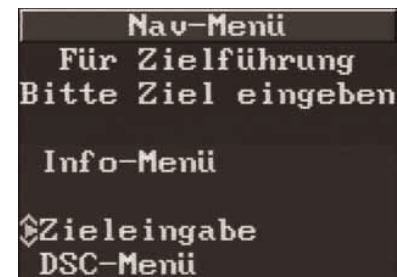 Nav-Menü
Für Zielführung
Bitte Ziel eingeben
Info-Menü
Zieleingabe
DSC-Menü